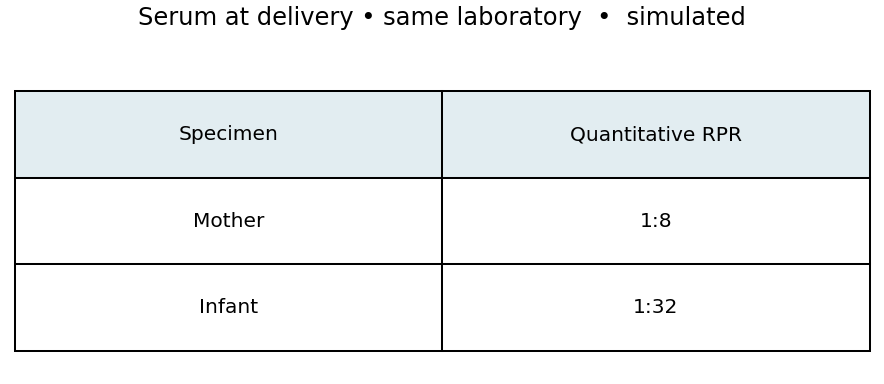 Serum at delivery • same laboratory • simulated
Specimen Quantitative RPR
Mother 1:8
Infant 1:32